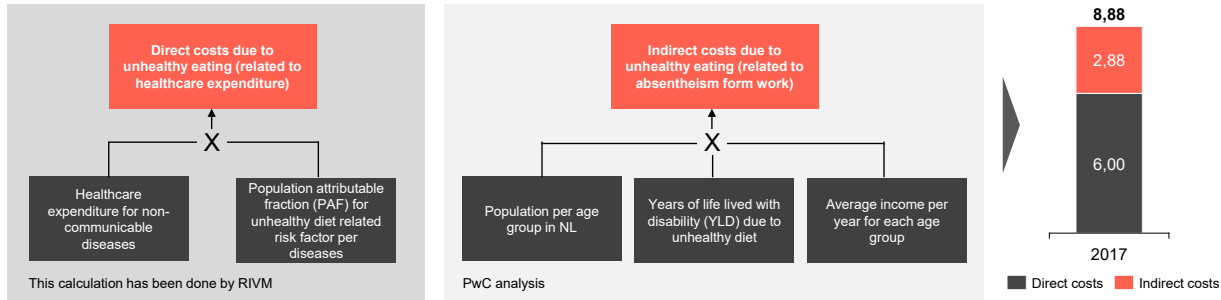 Direct costs due to
unhealthy eating (related to
healthcare expenditure)
X
Healthcare
expenditure for non-
communicable
diseases
Population attributable
fraction (PAF) for
unhealthy diet related
risk factor per
diseases
This calculation has been done by RIVM
Indirect costs due to
unhealthy eating (related to
absentheism form work)
X
Population per age
group in NL
Years of life lived with
disability (YLD) due to
unhealthy diet
Average income per
year for each age
group
PwC analysis
8,88
2,88
6,00
2017
Direct costs
Indirect costs